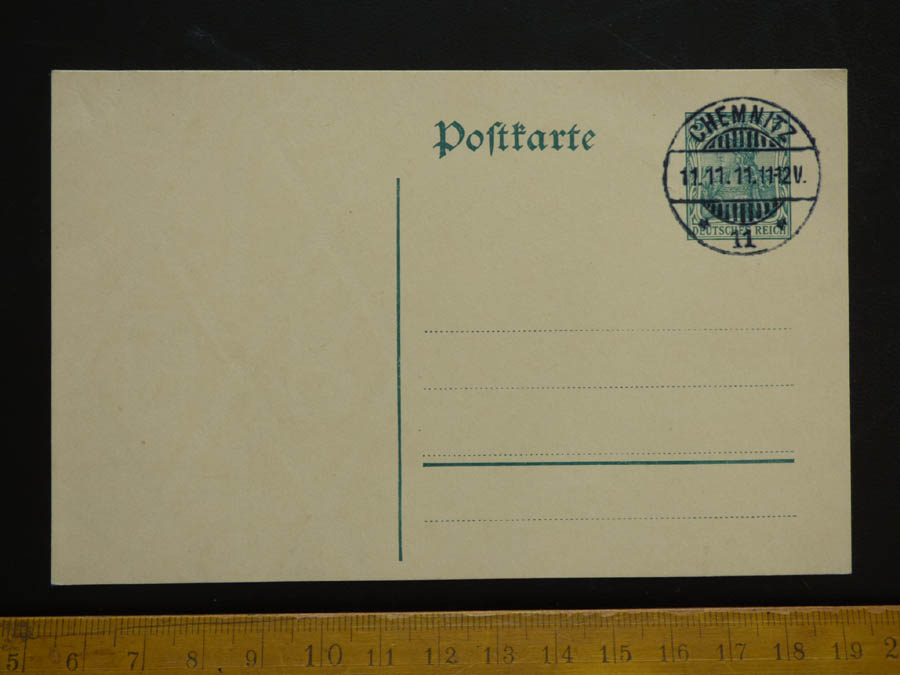 Postkarte
CHEMNITZ
11.11.11.11-12V.
* 11 *
DEUTSCHES REICH
5 6 7 8 9 10 11 12 13 14 15 16 17 18 19 2